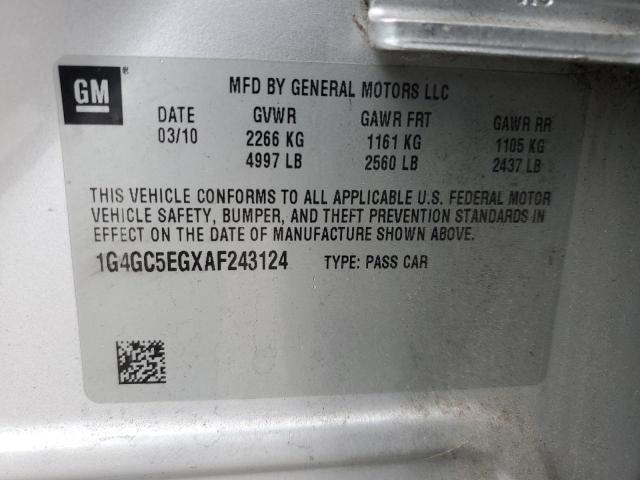 GM
MFD BY GENERAL MOTORS LLC
DATE GVWR GAWR FRT GAWR RR
03/10 2266 KG 1161 KG 1105 KG
4997 LB 2560 LB 2437 LB
THIS VEHICLE CONFORMS TO ALL APPLICABLE U.S. FEDERAL MOTOR
VEHICLE SAFETY, BUMPER, AND THEFT PREVENTION STANDARDS IN
EFFECT ON THE DATE OF MANUFACTURE SHOWN ABOVE.
1G4GC5EGXAF243124 TYPE: PASS CAR